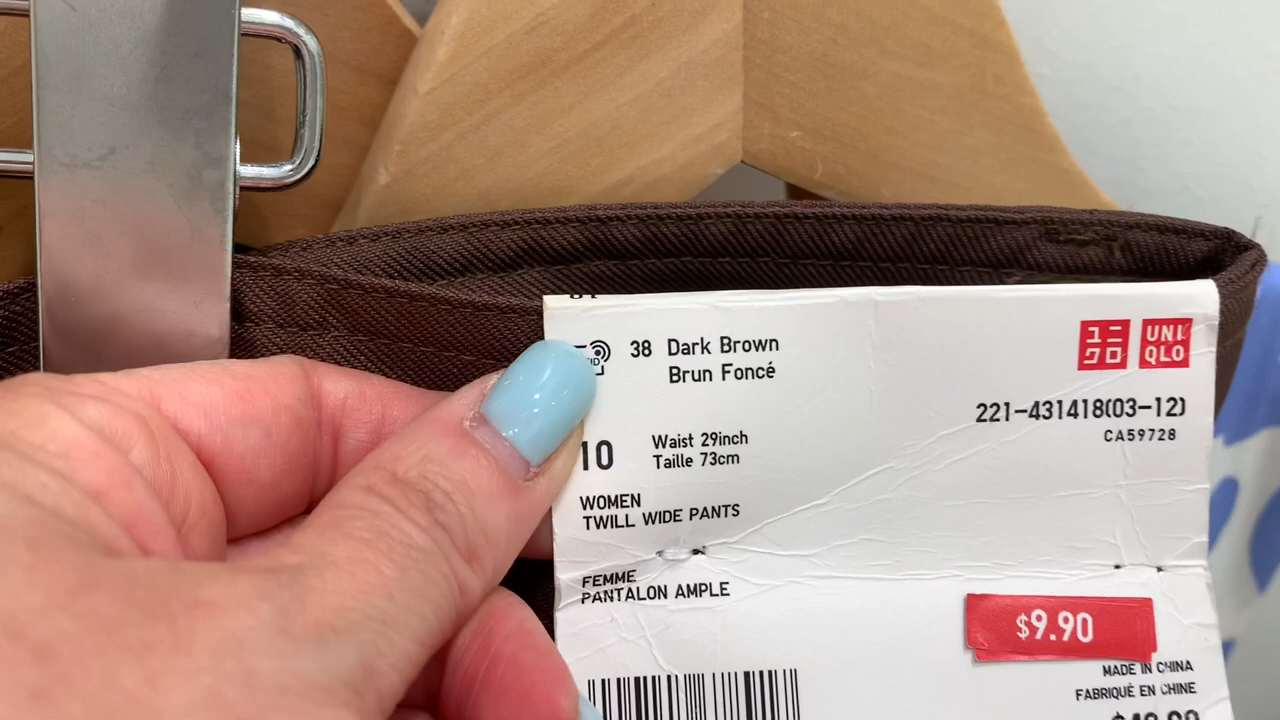 38 Dark Brown
Brun Foncé
ユニ
クロ
UNI
QLO
221-431418(03-12)
CA59728
10
Waist 29inch
Taille 73cm
WOMEN
TWILL WIDE PANTS
FEMME
PANTALON AMPLE
$9.90
MADE IN CHINA
FABRIQUÉ EN CHINE